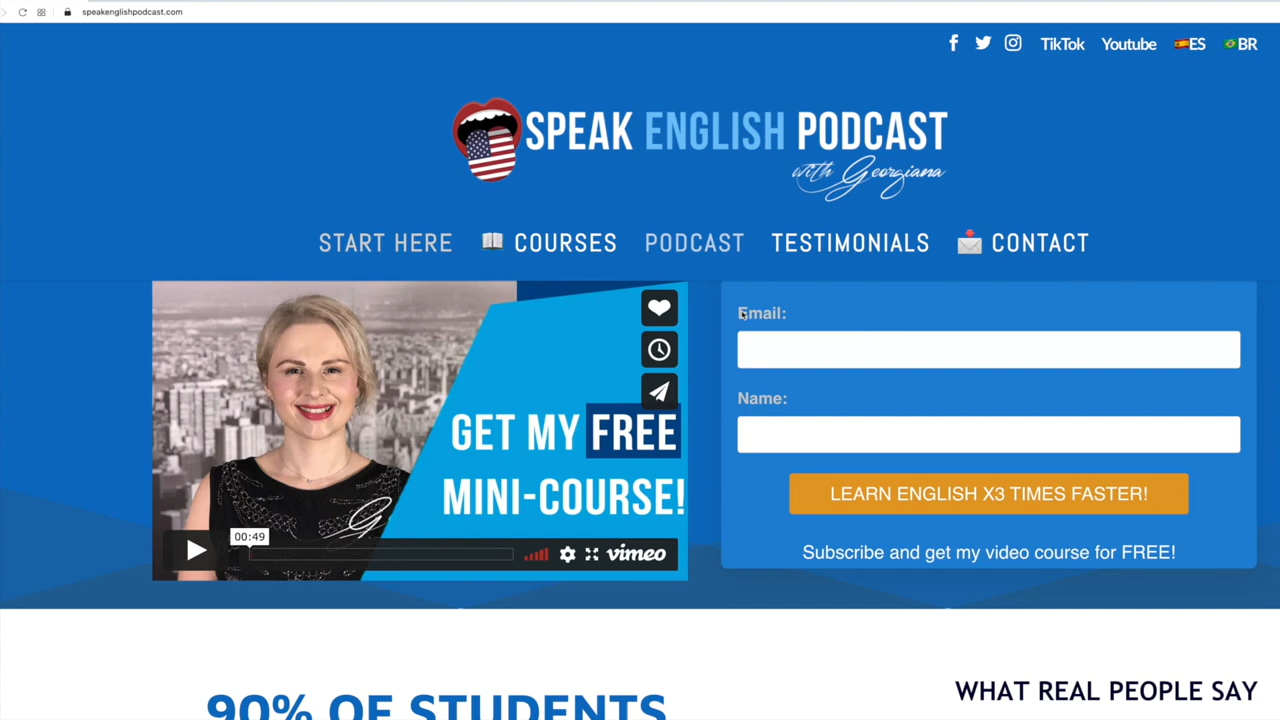 speakenglishpodcast.com
TikTok Youtube ES BR
SPEAK ENGLISH PODCAST
with Georgiana
START HERE COURSES PODCAST TESTIMONIALS CONTACT
GET MY FREE
MINI-COURSE!
00:49
vimeo
Email:
Name:
LEARN ENGLISH X3 TIMES FASTER!
Subscribe and get my video course for FREE!
90% OF STUDENTS
WHAT REAL PEOPLE SAY